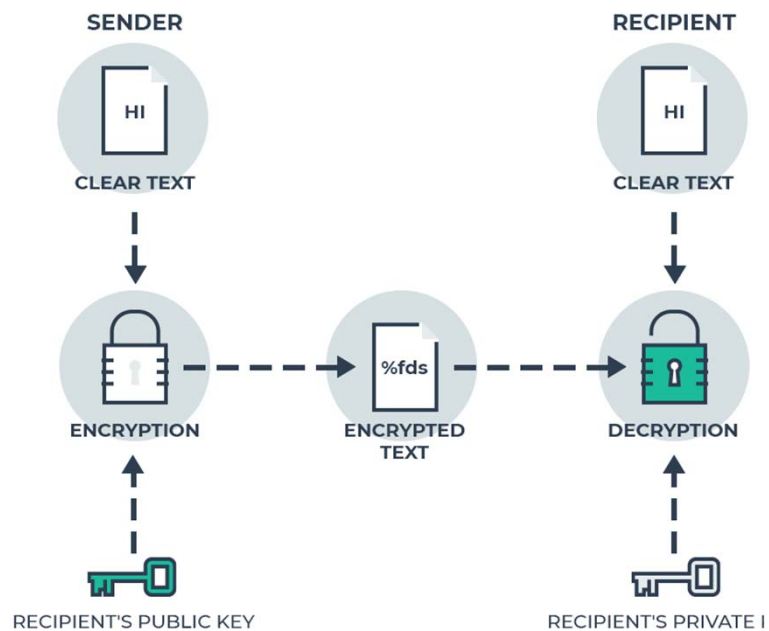 SENDER
RECIPIENT
HI
HI
CLEAR TEXT
CLEAR TEXT
%fds
ENCRYPTION
ENCRYPTED
TEXT
DECRYPTION
RECIPIENT'S PUBLIC KEY
RECIPIENT'S PRIVATE